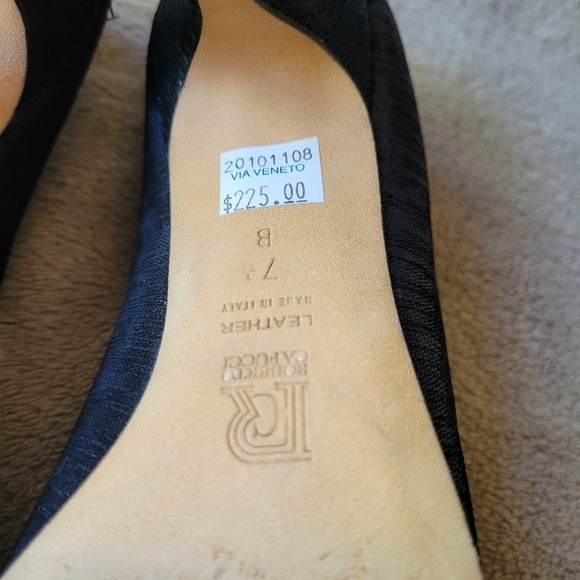 20101108
VIA VENETO
$225.00
B
7½
MADE IN ITALY
LEATHER
ROBERTO
CAPUCCI